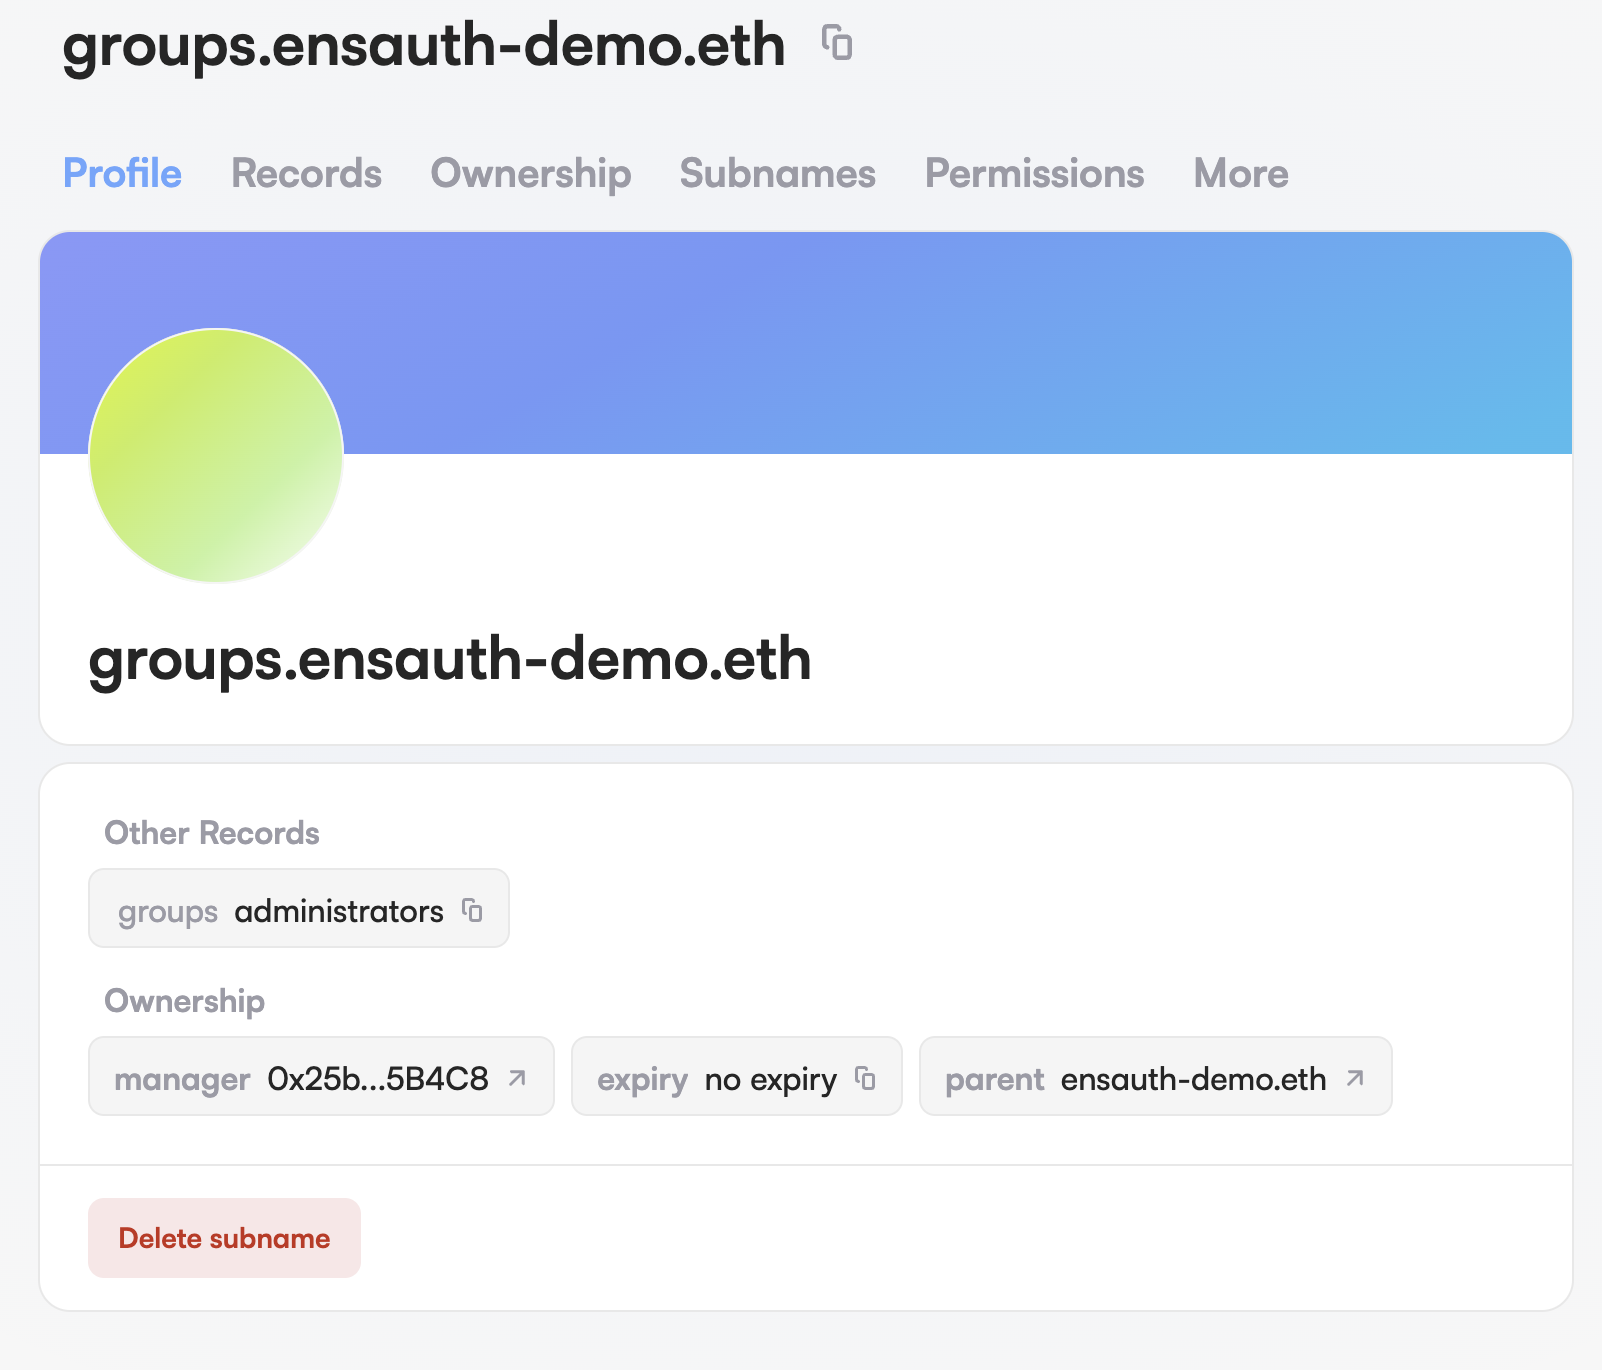 groups.ensauth-demo.eth
Profile Records Ownership Subnames Permissions More
groups.ensauth-demo.eth
Other Records
groups administrators
Ownership
manager 0x25b...5B4C8 expiry no expiry parent ensauth-demo.eth
Delete subname